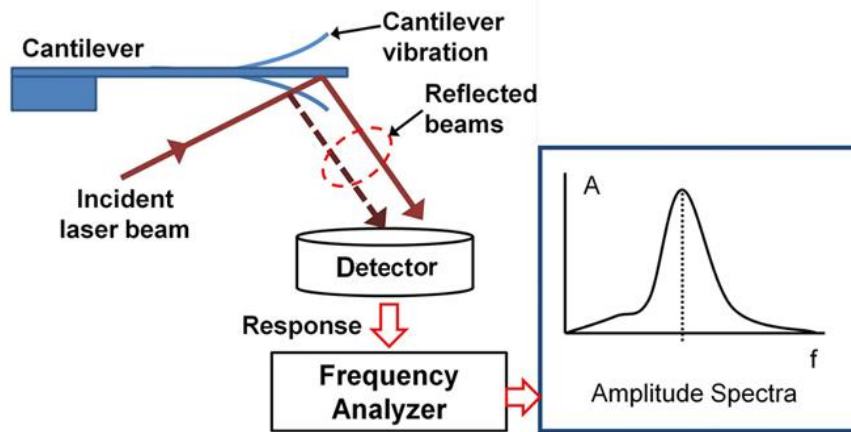 Cantilever
Cantilever
vibration
Reflected
beams
Incident
laser beam
Detector
Response
Frequency
Analyzer
A
f
Amplitude Spectra